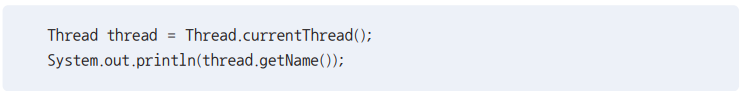 Thread thread = Thread.currentThread();
System.out.println(thread.getName());